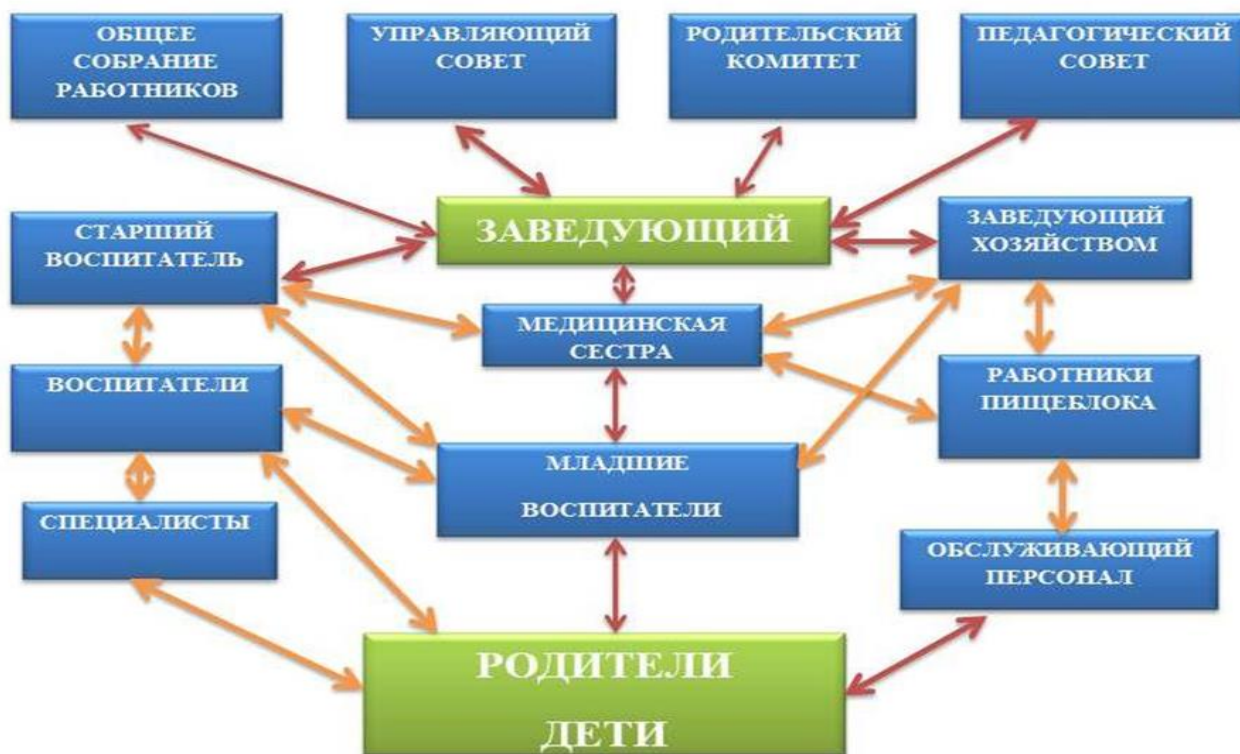 ОБЩЕЕ
СОБРАНИЕ
РАБОТНИКОВ
УПРАВЛЯЮЩИЙ
СОВЕТ
РОДИТЕЛЬСКИЙ
КОМИТЕТ
ПЕДАГОГИЧЕСКИЙ
СОВЕТ
ЗАВЕДУЮЩИЙ
СТАРШИЙ
ВОСПИТАТЕЛЬ
ЗАВЕДУЮЩИЙ
ХОЗЯЙСТВОМ
МЕДИЦИНСКАЯ
СЕСТРА
ВОСПИТАТЕЛИ
РАБОТНИКИ
ПИЩЕБЛОКА
МЛАДШИЕ
ВОСПИТАТЕЛИ
СПЕЦИАЛИСТЫ
ОБСЛУЖИВАЮЩИЙ
ПЕРСОНАЛ
РОДИТЕЛИ
ДЕТИ